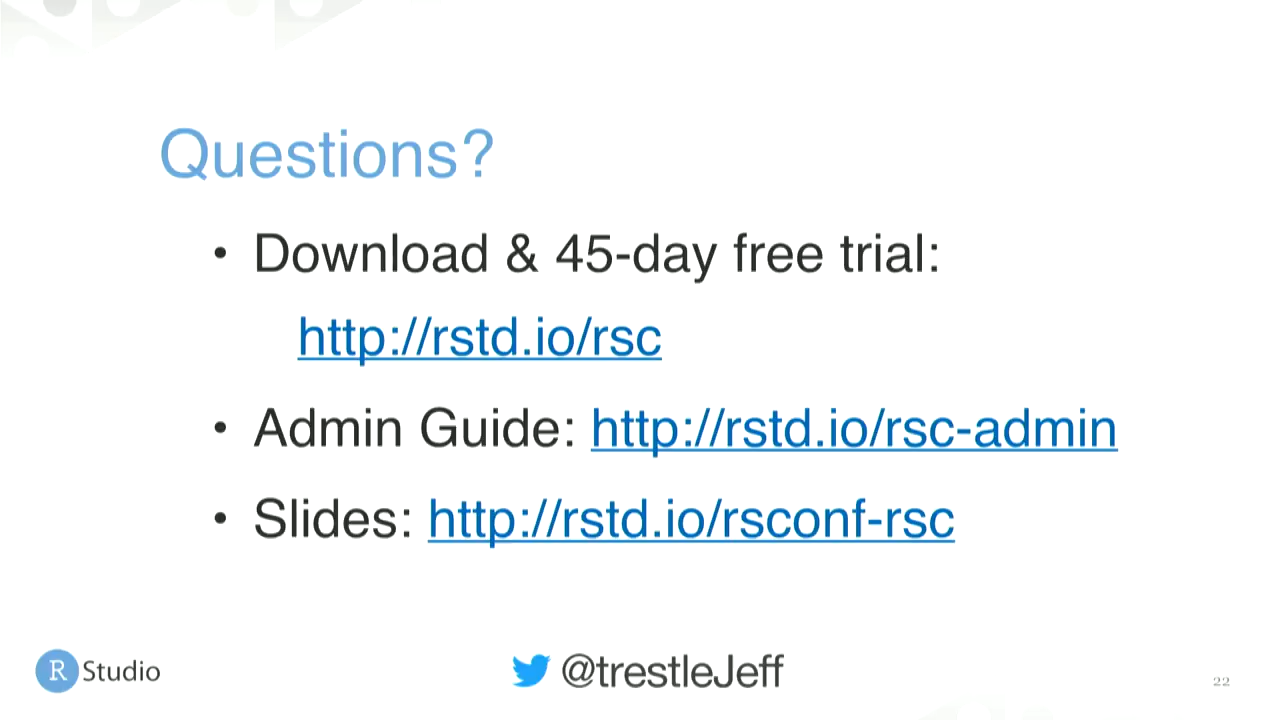 Questions?
• Download & 45-day free trial:
http://rstd.io/rsc
• Admin Guide: http://rstd.io/rsc-admin
• Slides: http://rstd.io/rsconf-rsc
R Studio
@trestleJeff
22